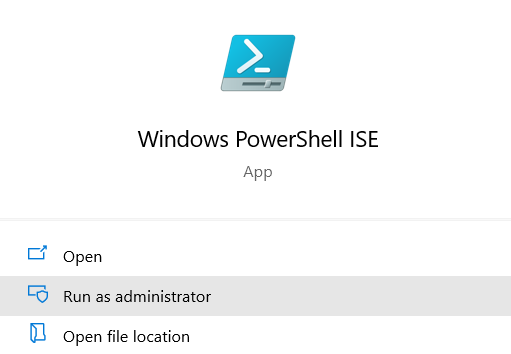 Windows PowerShell ISE
App
Open
Run as administrator
Open file location